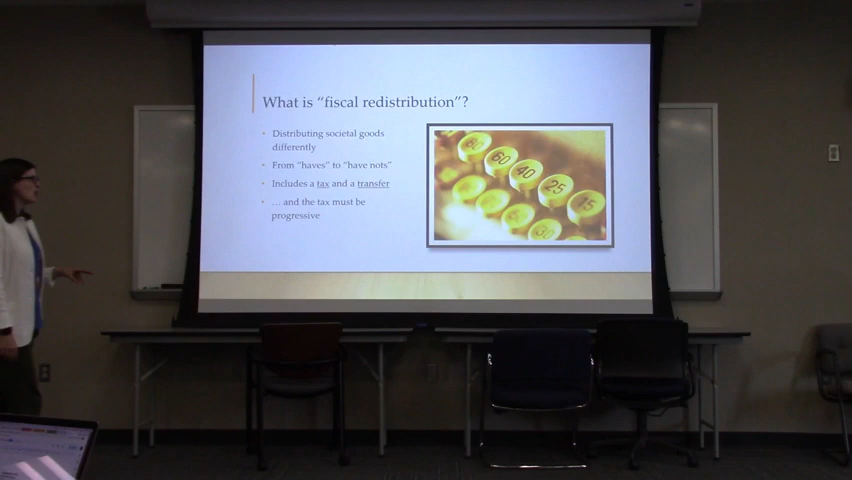 What is “fiscal redistribution”?
• Distributing societal goods
differently
• From “haves” to “have nots”
• Includes a tax and a transfer
• … and the tax must be
progressive
60
40
25
15
30